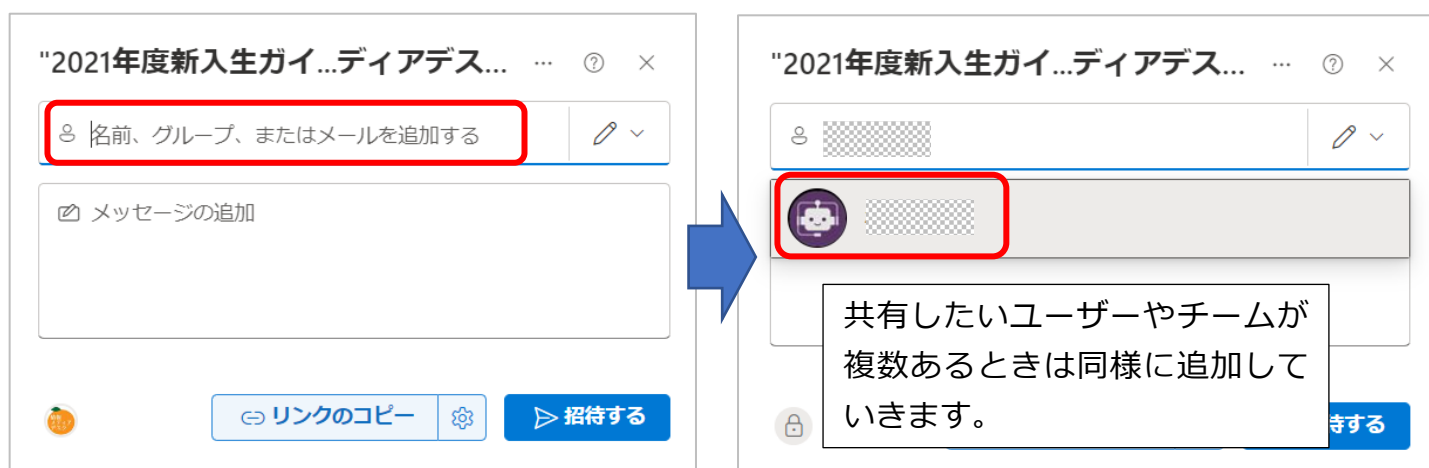 "2021年度新入生ガイ...ディアデス...
名前、グループ、またはメールを追加する
メッセージの追加
リンクのコピー
招待する
"2021年度新入生ガイ...ディアデス...
共有したいユーザーやチームが
複数あるときは同様に追加して
いきます。
待する